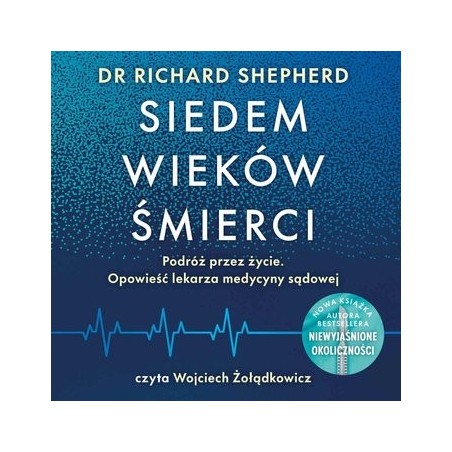 DR RICHARD SHEPHERD
SIEDEM
WIEKÓW
ŚMIERCI
Podróż przez życie.
Opowieść lekarza medycyny sądowej
NOWA KSIĄŻKA
AUTORA
BESTSELLERA
NIEWYJAŚNIONE
OKOLICZNOŚCI
czyta Wojciech Żołądkowicz